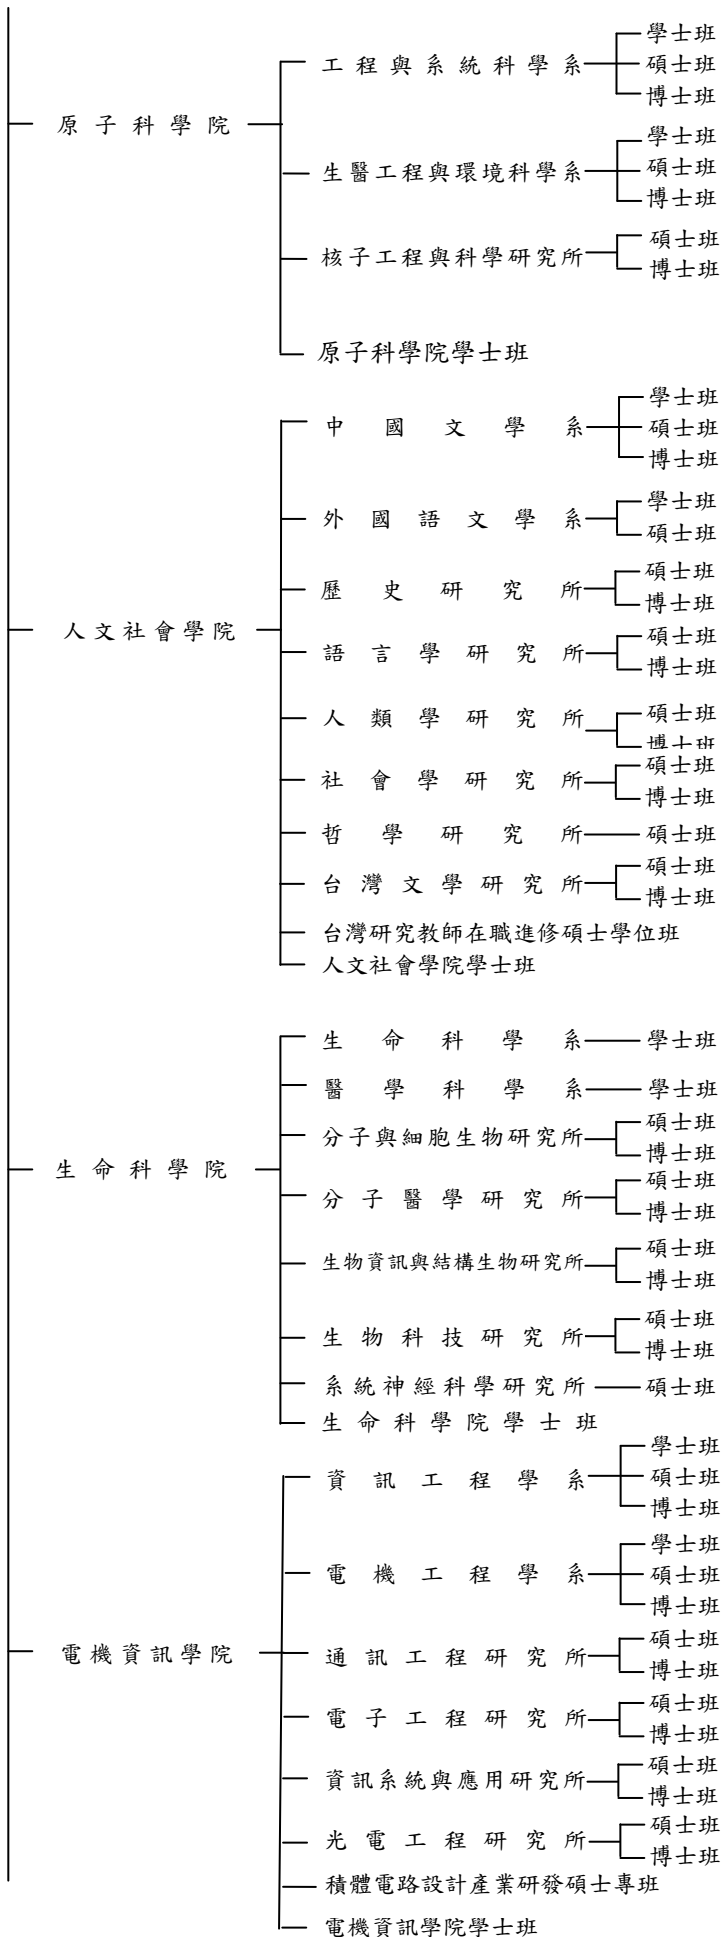 原子科學院
工程與系統科學系
學士班
碩士班
博士班
生醫工程與環境科學系
學士班
碩士班
博士班
核子工程與科學研究所
碩士班
博士班
原子科學院學士班
人文社會學院
中國文學系
學士班
碩士班
博士班
外國語文學系
學士班
碩士班
歷史研究所
碩士班
博士班
語言學研究所
碩士班
博士班
人類學研究所
碩士班
博士班
社會學研究所
碩士班
博士班
哲學研究所
碩士班
台灣文學研究所
碩士班
博士班
台灣研究教師在職進修碩士學位班
人文社會學院學士班
生命科學院
生命科學系
學士班
醫學科學系
學士班
分子與細胞生物研究所
碩士班
博士班
分子醫學研究所
碩士班
博士班
生物資訊與結構生物研究所
碩士班
博士班
生物科技研究所
碩士班
博士班
系統神經科學研究所
碩士班
生命科學院學士班
電機資訊學院
資訊工程學系
學士班
碩士班
博士班
電機工程學系
學士班
碩士班
博士班
通訊工程研究所
碩士班
博士班
電子工程研究所
碩士班
博士班
資訊系統與應用研究所
碩士班
博士班
光電工程研究所
碩士班
博士班
積體電路設計產業研發碩士專班
電機資訊學院學士班